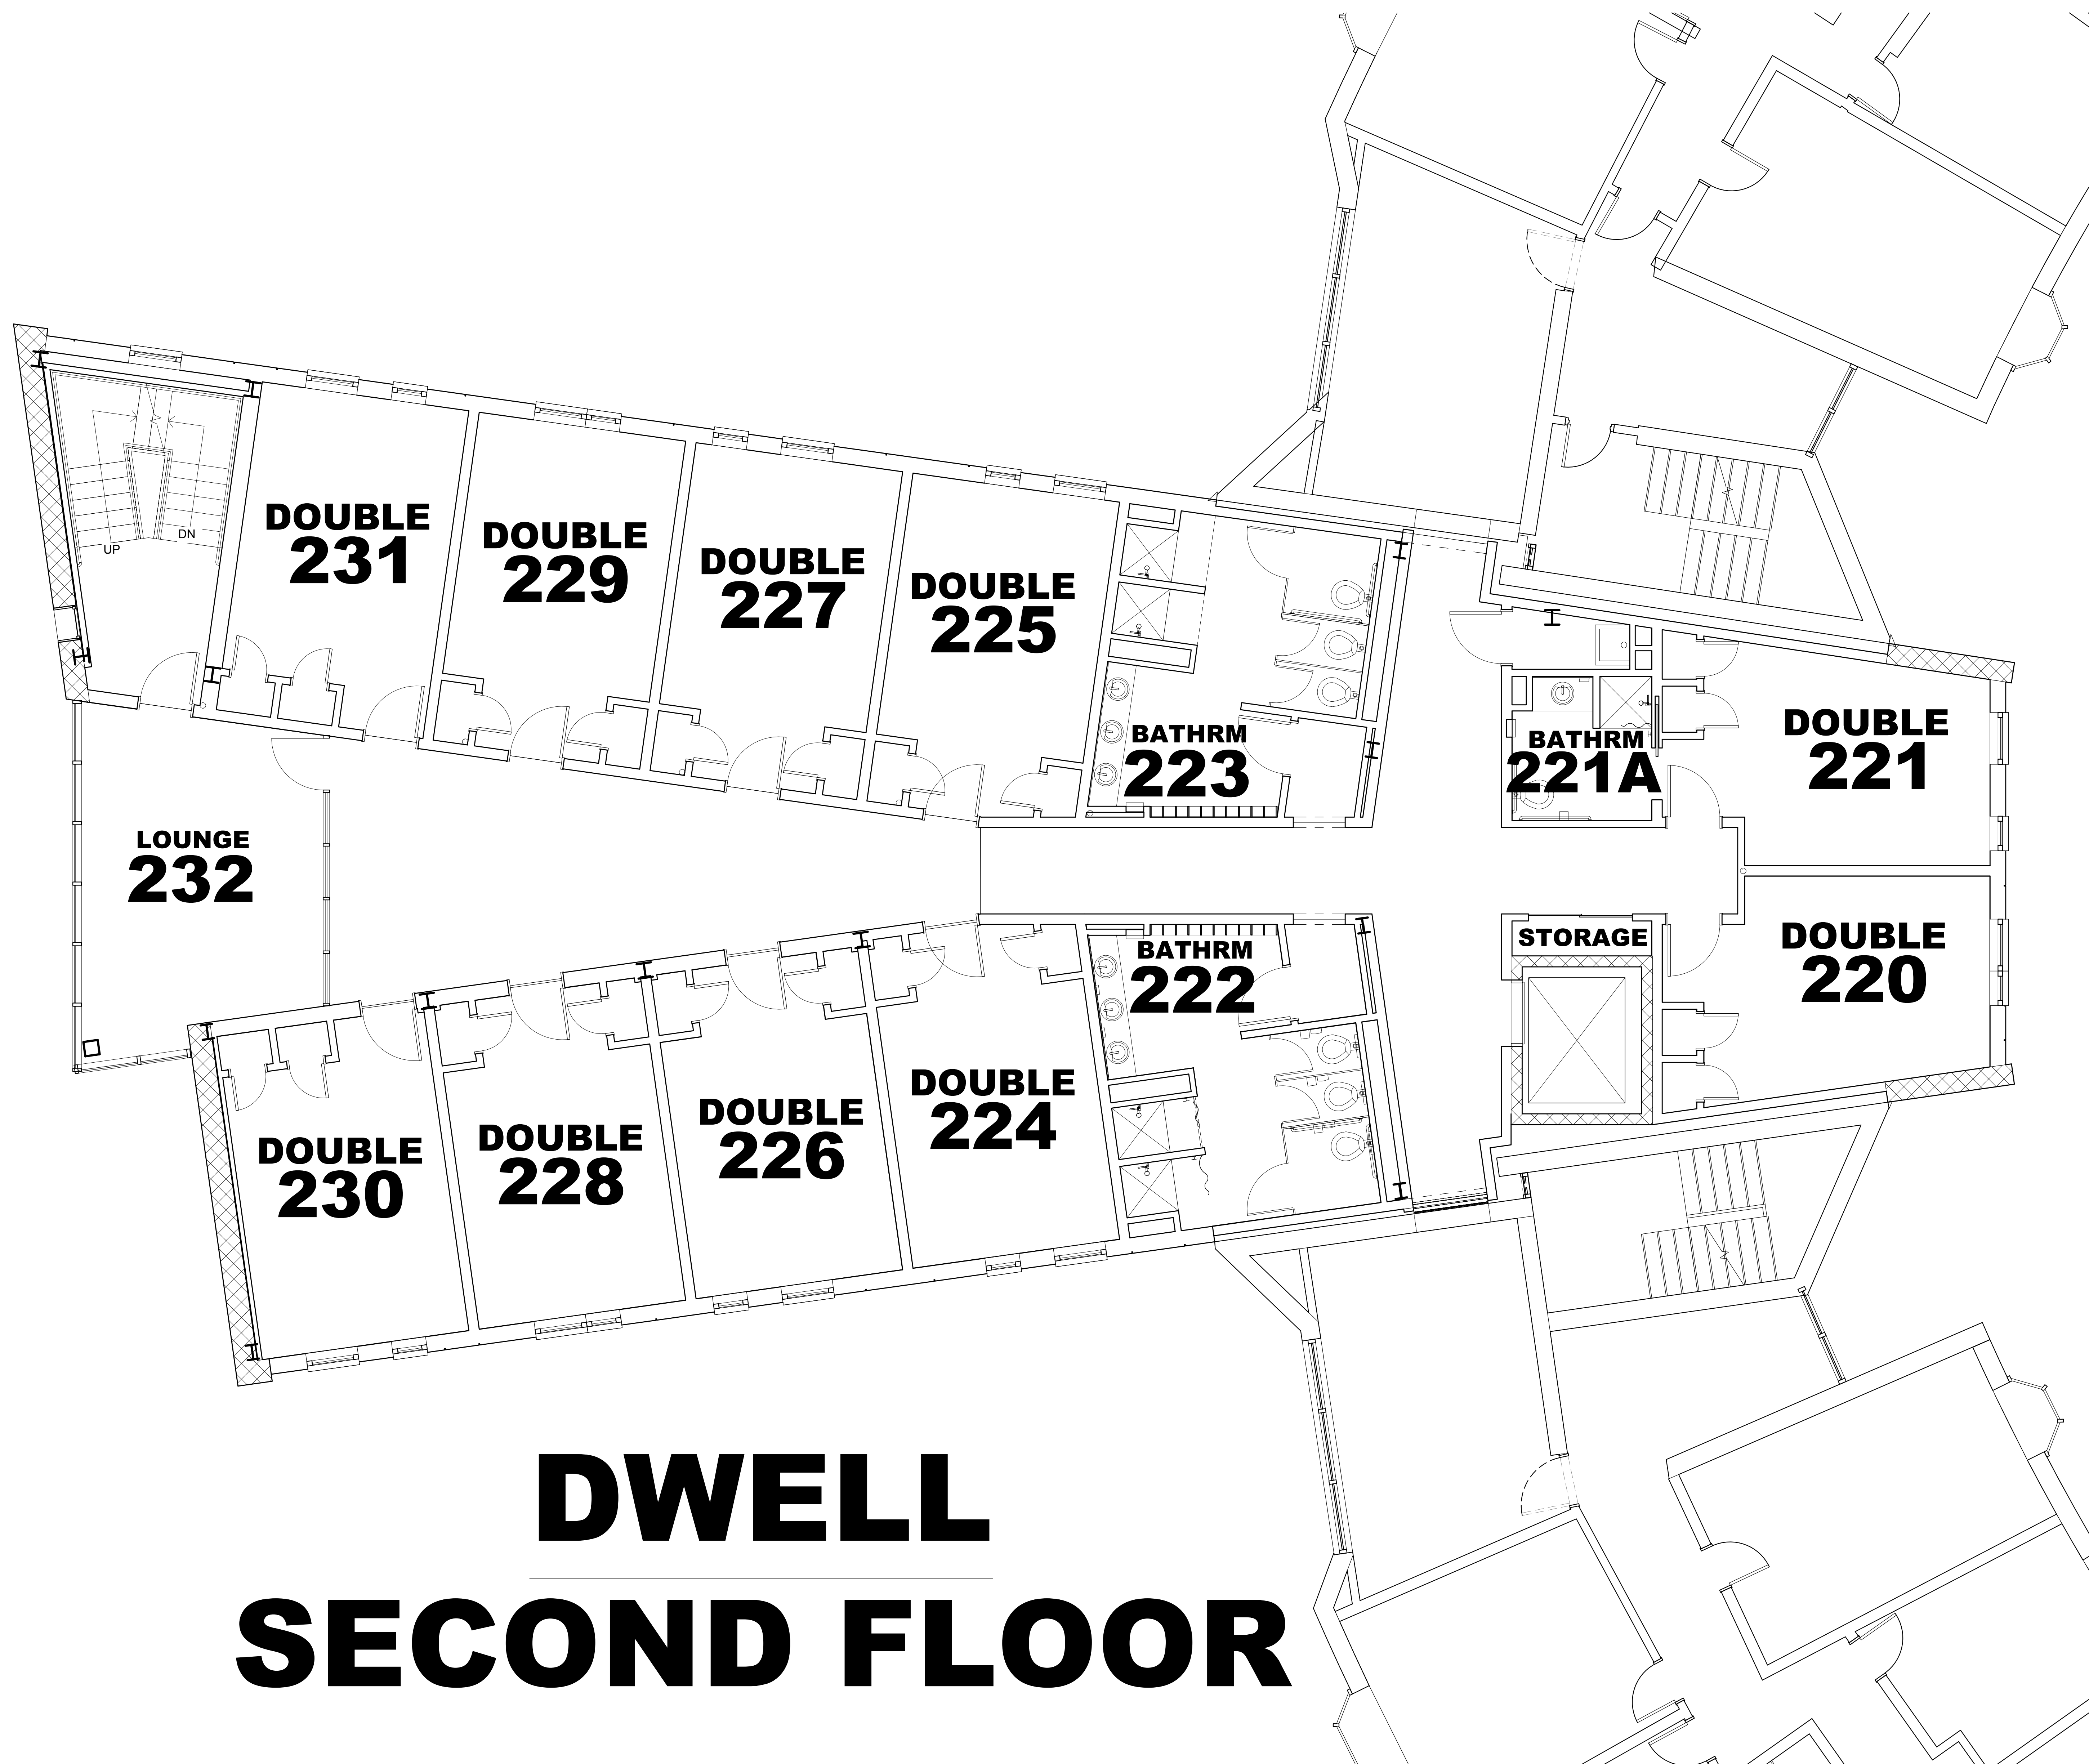 DOUBLE
231
DOUBLE
229
DOUBLE
227
DOUBLE
225
UP
DN
BATHRM
223
BATHRM
221A
DOUBLE
221
LOUNGE
232
BATHRM
222
STORAGE
DOUBLE
220
DOUBLE
230
DOUBLE
228
DOUBLE
226
DOUBLE
224
DWELL
SECOND FLOOR